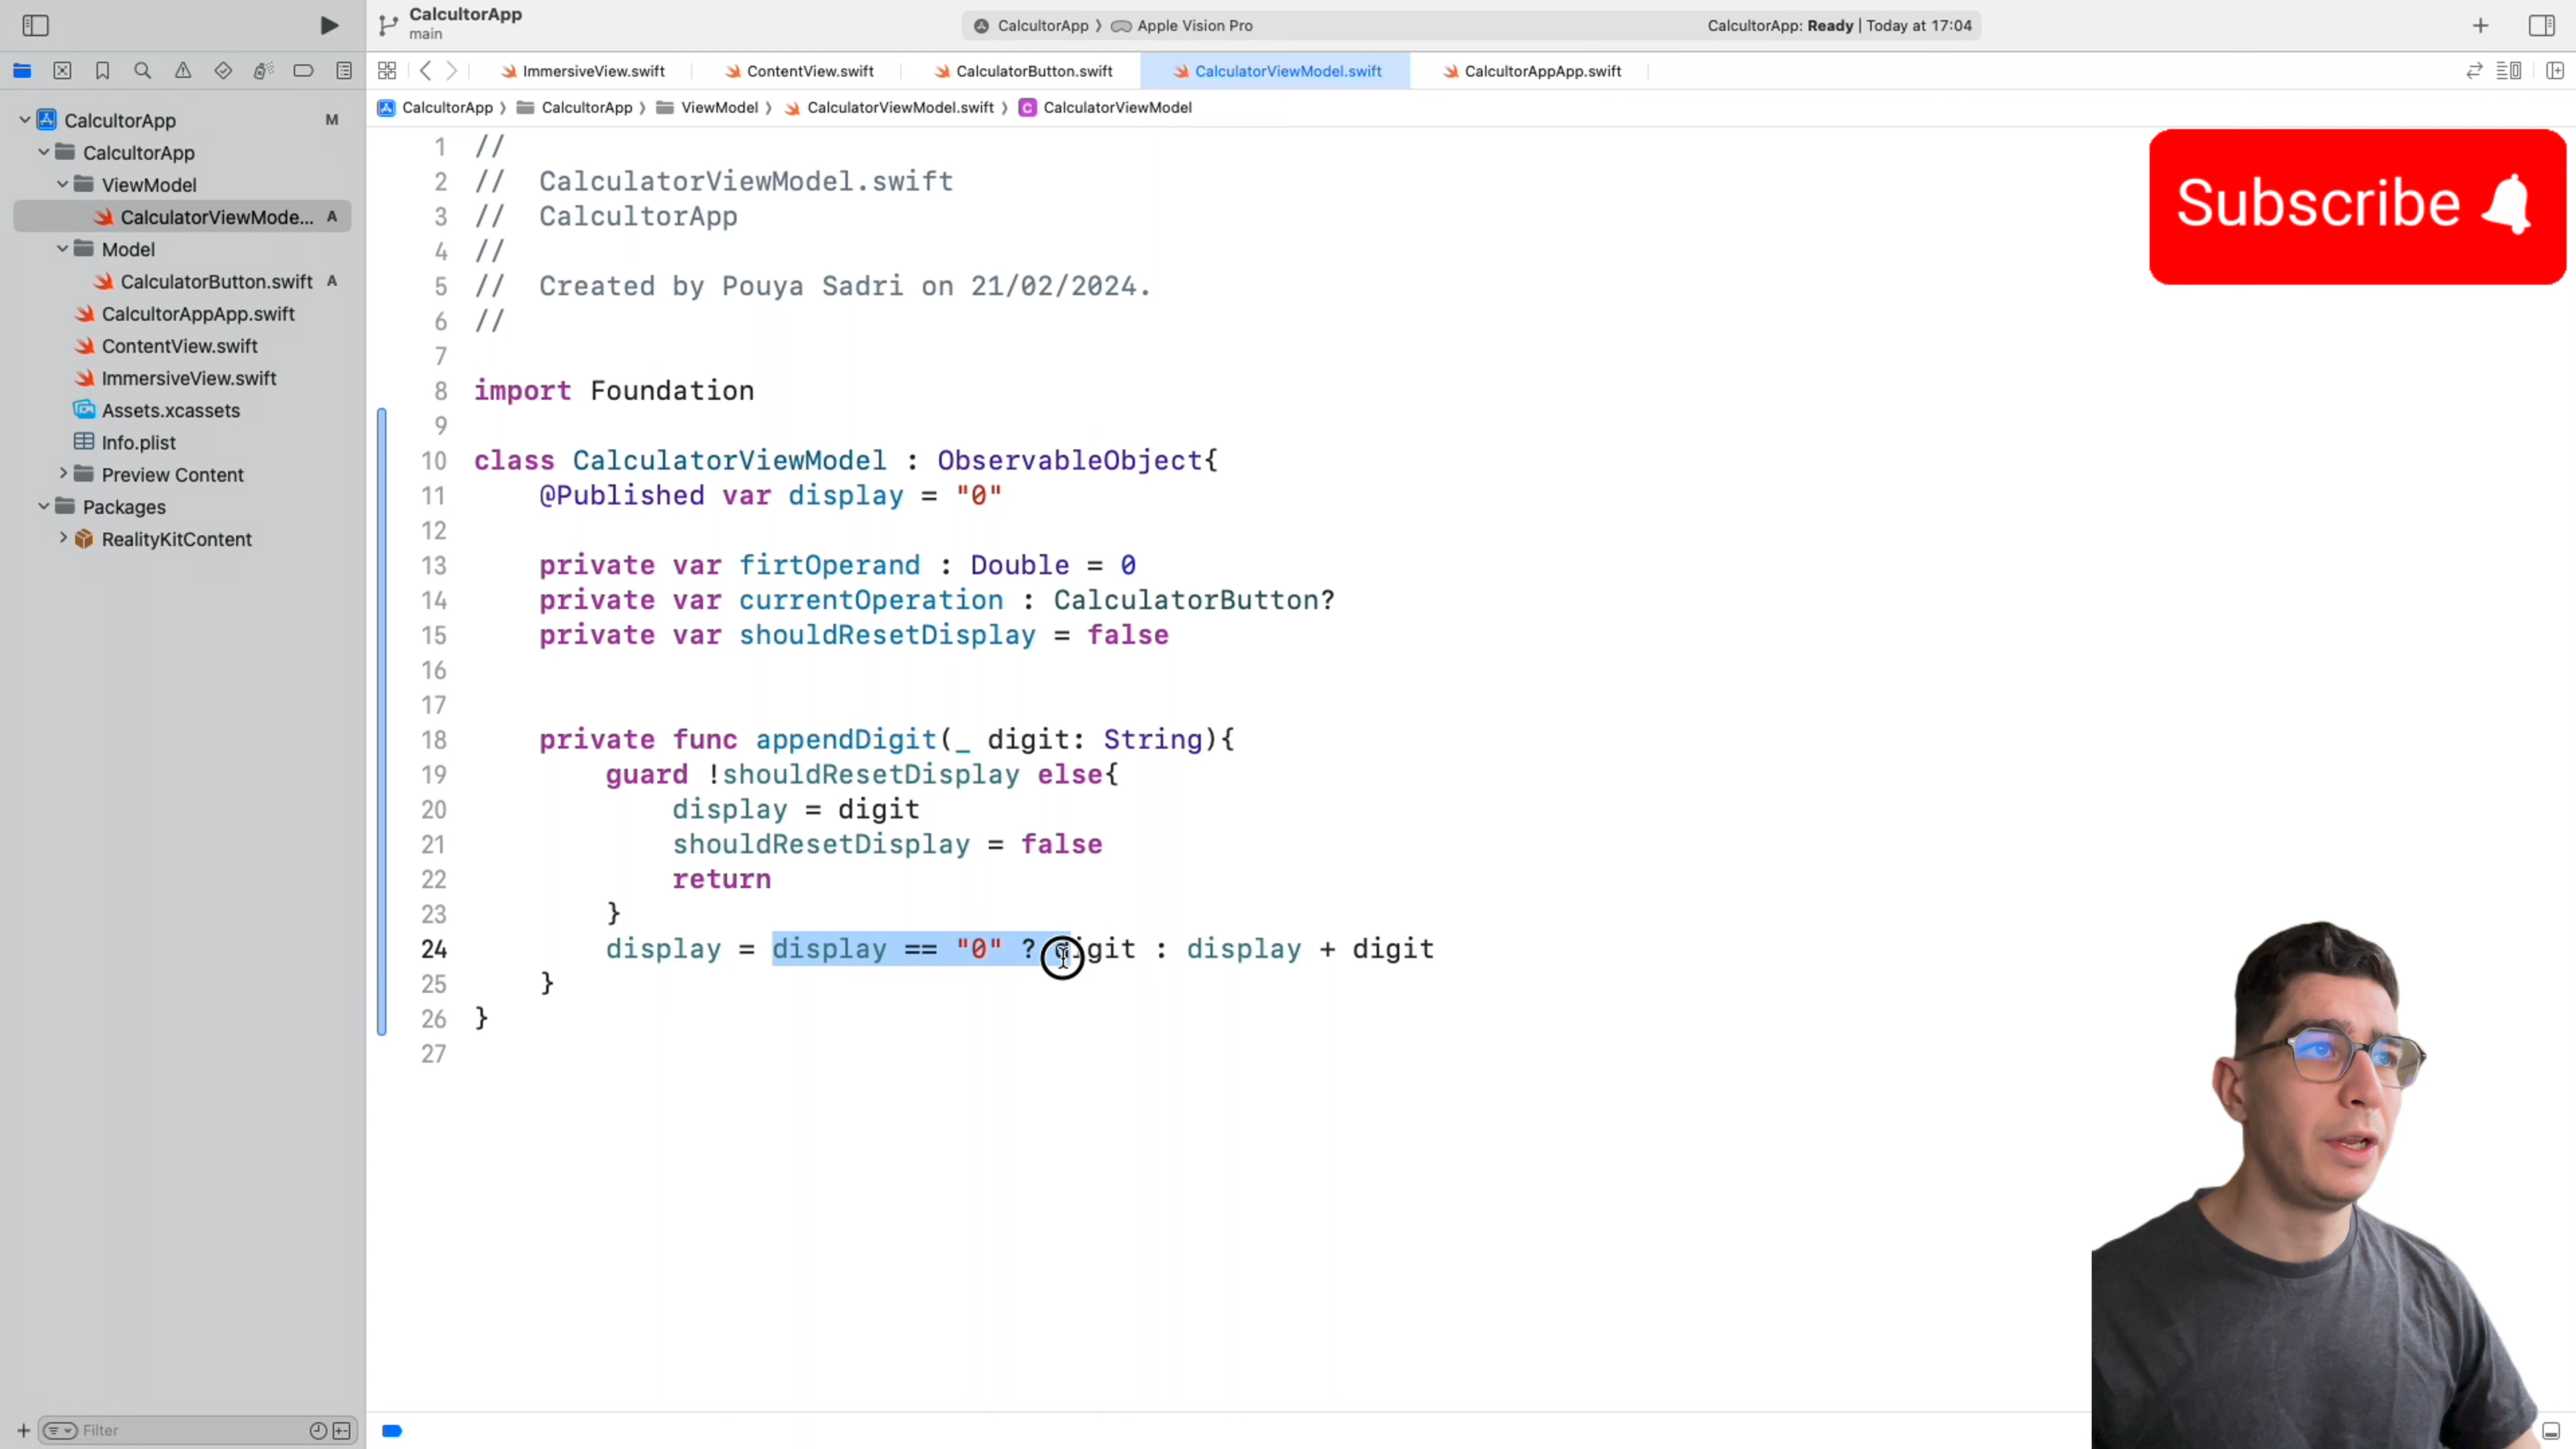 CalcultorApp
main
CalcultorApp 〉 Apple Vision Pro
CalcultorApp: Ready | Today at 17:04
ImmersiveView.swift
ContentView.swift
CalculatorButton.swift
CalculatorViewModel.swift
CalcultorAppApp.swift
CalcultorApp 〉 CalcultorApp 〉 ViewModel 〉 CalculatorViewModel.swift 〉 C CalculatorViewModel
CalcultorApp M
CalcultorApp
ViewModel
CalculatorViewMode... A
Model
CalculatorButton.swift A
CalcultorAppApp.swift
ContentView.swift
ImmersiveView.swift
Assets.xcassets
Info.plist
Preview Content
Packages
RealityKitContent
Filter
1 //
2 //  CalculatorViewModel.swift
3 //  CalcultorApp
4 //
5 //  Created by Pouya Sadri on 21/02/2024.
6 //
7
8 import Foundation
9
10 class CalculatorViewModel : ObservableObject{
11     @Published var display = "0"
12
13     private var firtOperand : Double = 0
14     private var currentOperation : CalculatorButton?
15     private var shouldResetDisplay = false
16
17
18     private func appendDigit(_ digit: String){
19         guard !shouldResetDisplay else{
20             display = digit
21             shouldResetDisplay = false
22             return
23         }
24         display = display == "0" ? digit : display + digit
25     }
26 }
27
Subscribe